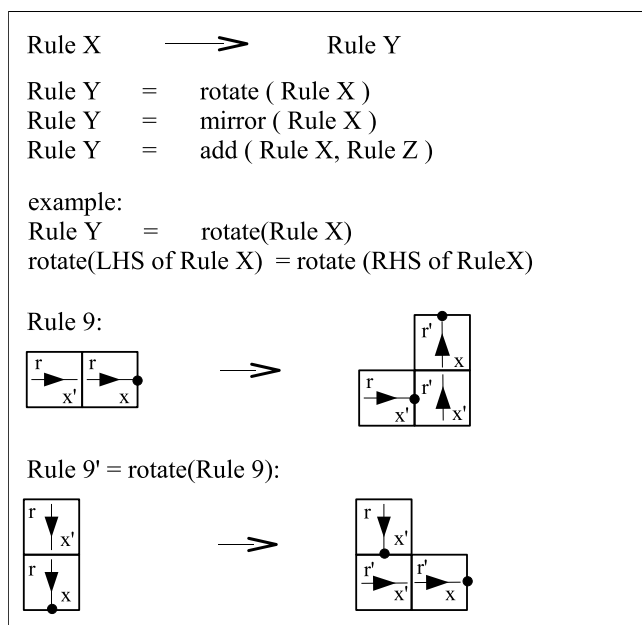 Rule X Rule Y
Rule Y = rotate ( Rule X )
Rule Y = mirror ( Rule X )
Rule Y = add ( Rule X, Rule Z )
example:
Rule Y = rotate(Rule X)
rotate(LHS of Rule X) = rotate (RHS of RuleX)
Rule 9:
r' x
r x' r x
r x' r' x'
Rule 9' = rotate(Rule 9):
r x'
r x
r x'
r' x' r' x